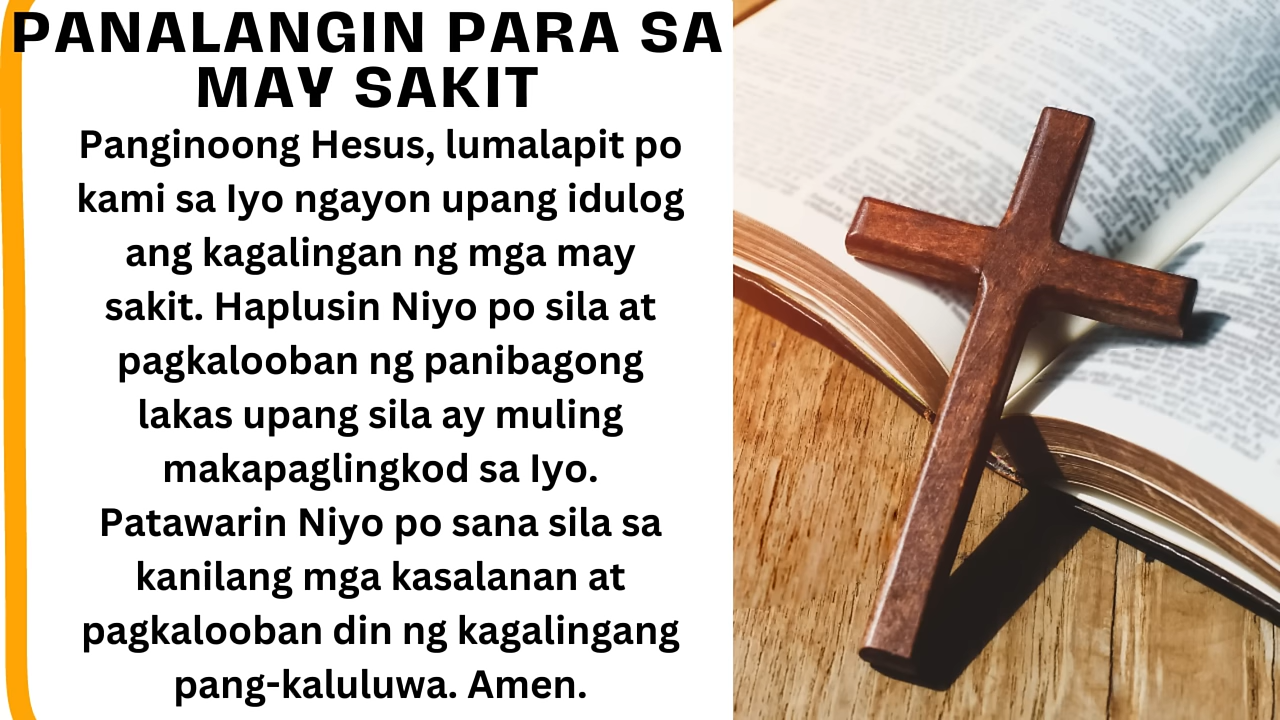 PANALANGIN PARA SA
MAY SAKIT
Panginoong Hesus, lumalapit po
kami sa Iyo ngayon upang idulog
ang kagalingan ng mga may
sakit. Haplusin Niyo po sila at
pagkalooban ng panibagong
lakas upang sila ay muling
makapaglingkod sa Iyo.
Patawarin Niyo po sana sila sa
kanilang mga kasalanan at
pagkalooban din ng kagalingang
pang-kaluluwa. Amen.